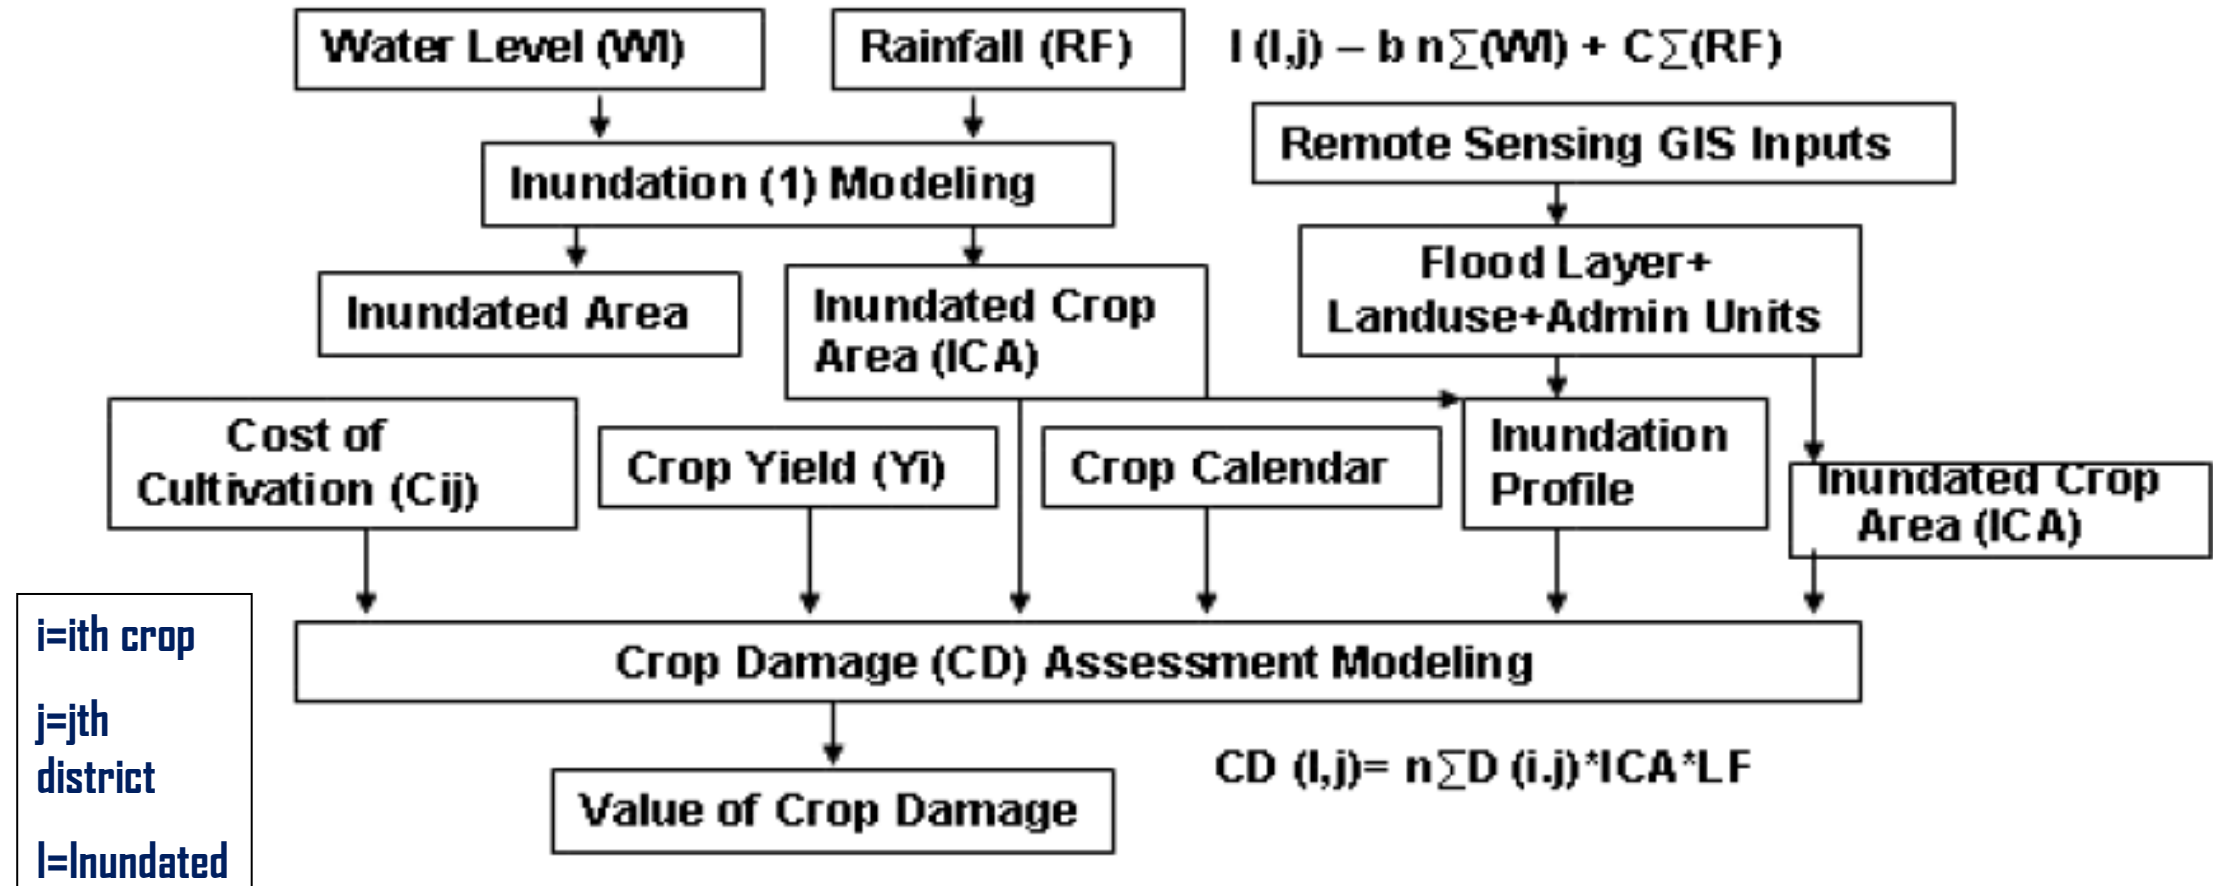 Water Level (Wl)
Rainfall (RF)
I (I,j) – b n∑(Wl) + C∑(RF)
Remote Sensing GIS Inputs
Inundation (1) Modeling
Flood Layer+
Landuse+Admin Units
Inundated Area
Inundated Crop
Area (ICA)
Cost of
Cultivation (Cij)
Crop Yield (Yi)
Crop Calendar
Inundation
Profile
Inundated Crop
Area (ICA)
i=ith crop
j=jth
district
I=Inundated
Crop Damage (CD) Assessment Modeling
CD (I,j)= n∑D (i.j)*ICA*LF
Value of Crop Damage